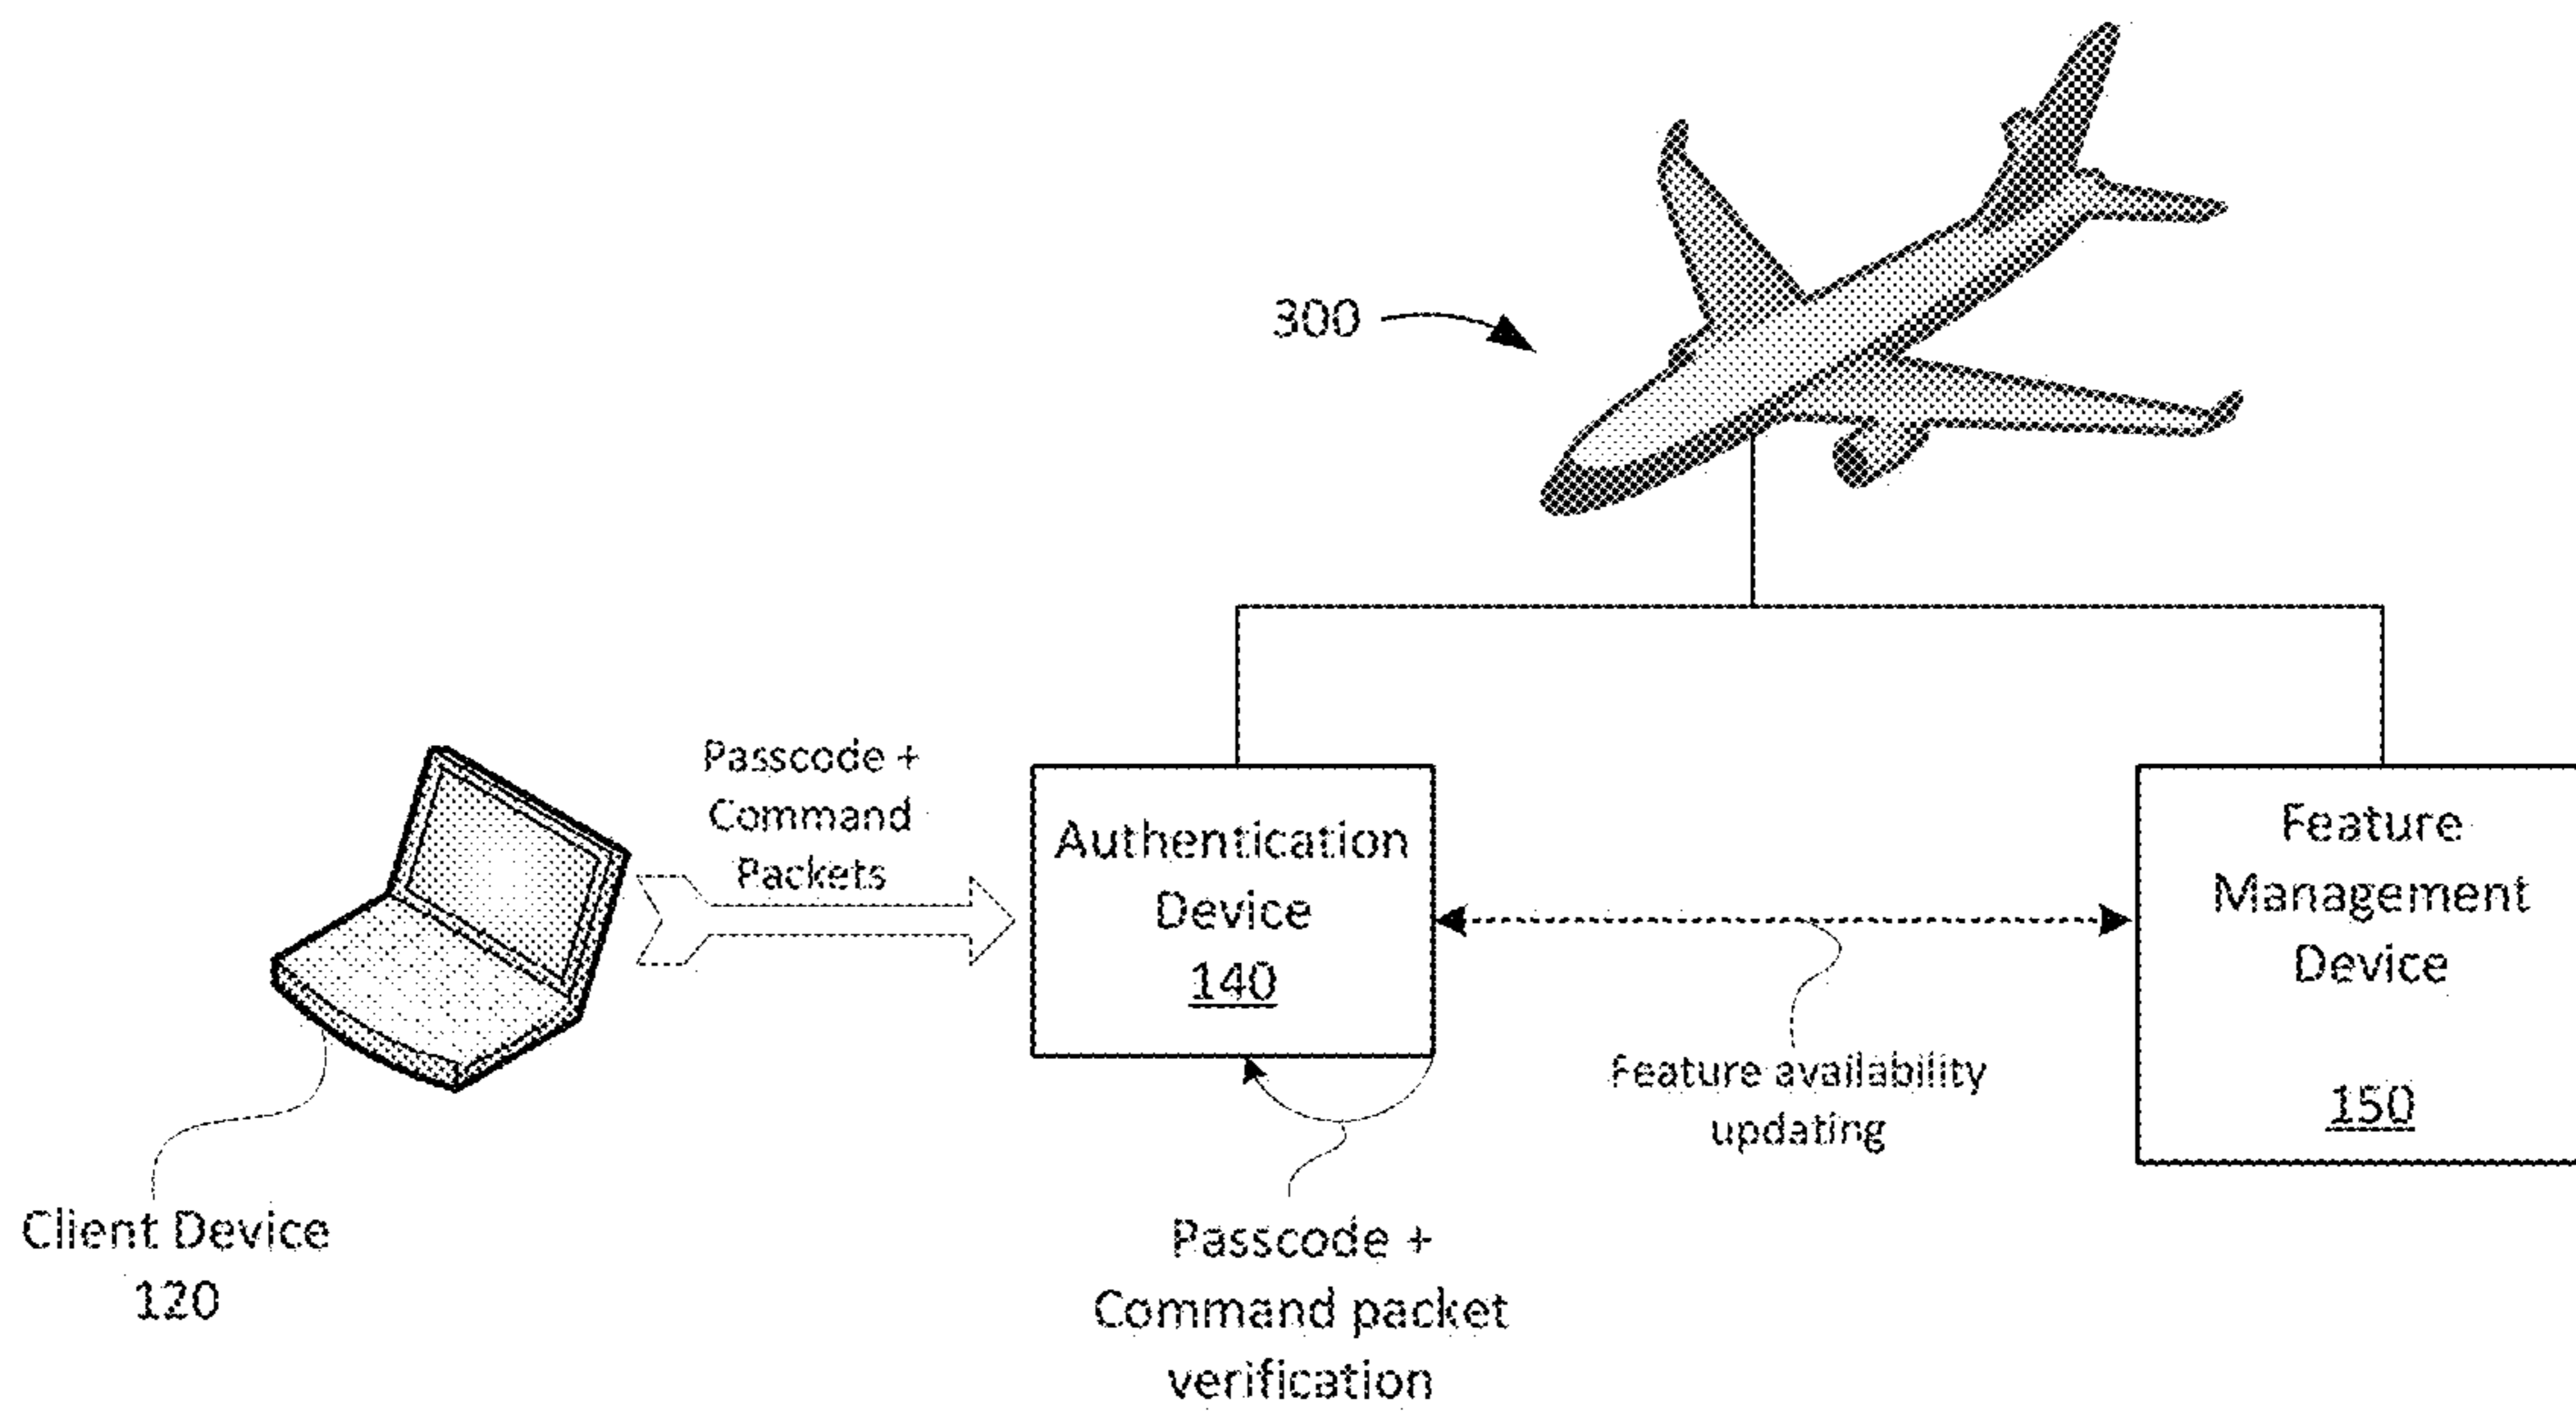 300
Passcode +
Command
Packets
Authentication
Device
140
Feature
Management
Device
150
Feature availability
updating
Client Device
120
Passcode +
Command packet
verification